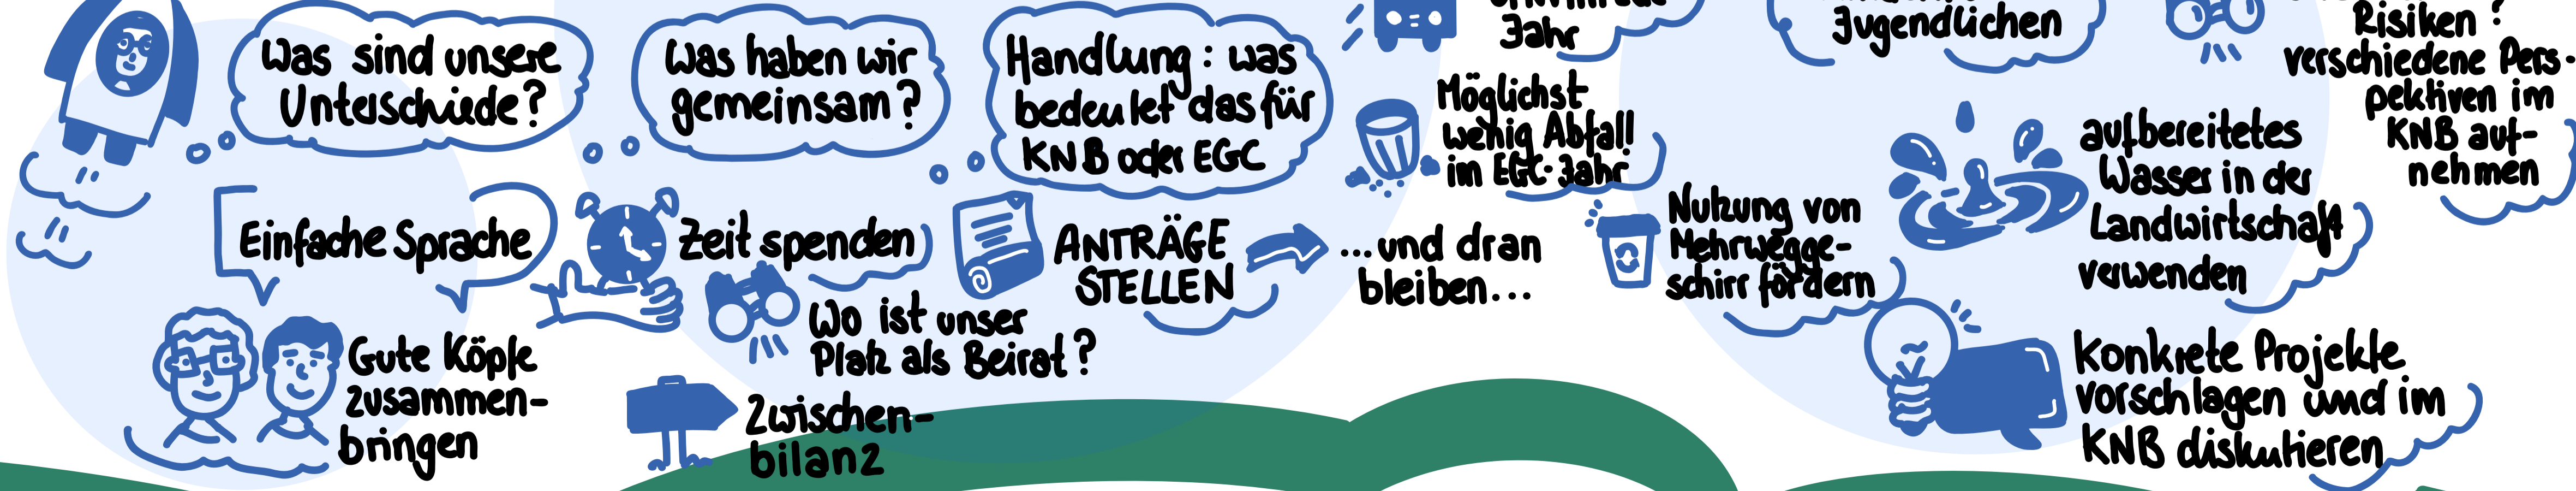 Was sind unsere
Unterschiede?
Was haben wir
gemeinsam?
Handlung: was
bedeutet das für
KNB oder EGC
Jahr
Möglichst
wenig Abfall
im EGC-Jahr
Jugendlichen
Risiken?
verschiedene Pers-
pektiven im
KNB auf-
nehmen
Einfache Sprache
Zeit spenden
ANTRÄGE
STELLEN
...und dran
bleiben...
Nutzung von
Mehrwegge-
schirr fördern
aufbereitetes
Wasser in der
Landwirtschaft
verwenden
Gute Köpfe
zusammen-
bringen
Wo ist unser
Platz als Beirat?
Zwischen-
bilanz
Konkrete Projekte
vorschlagen und im
KNB diskutieren